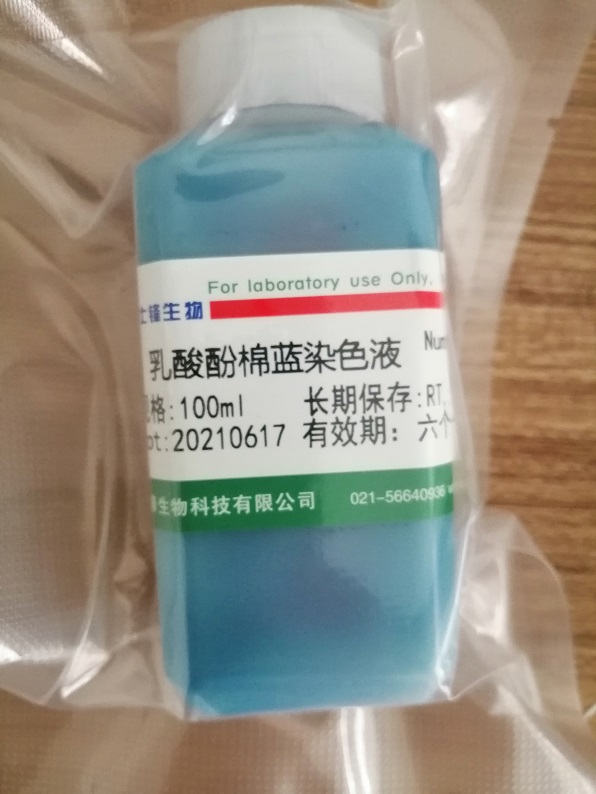 For laboratory use Only.
士锋生物
乳酸酚棉蓝染色液
规格:100ml 长期保存:RT,
20210617 有效期: 六个
生物科技有限公司 021-56640936